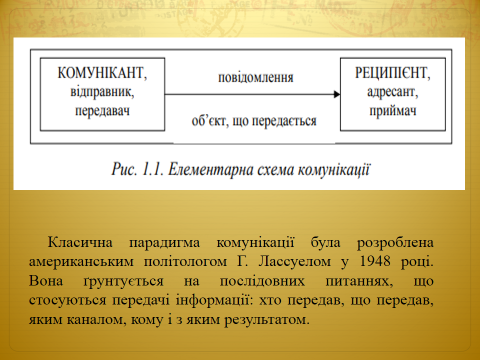 КОМУНІКАНТ,
відправник,
передавач
повідомлення
об’єкт, що передається
РЕЦИПІЄНТ,
адресант,
приймач
Рис. 1.1. Елементарна схема комунікації
Класична парадигма комунікації була розроблена
американським політологом Г. Лассуелом у 1948 році.
Вона ґрунтується на послідовних питаннях, що
стосуються передачі інформації: хто передав, що передав,
яким каналом, кому і з яким результатом.